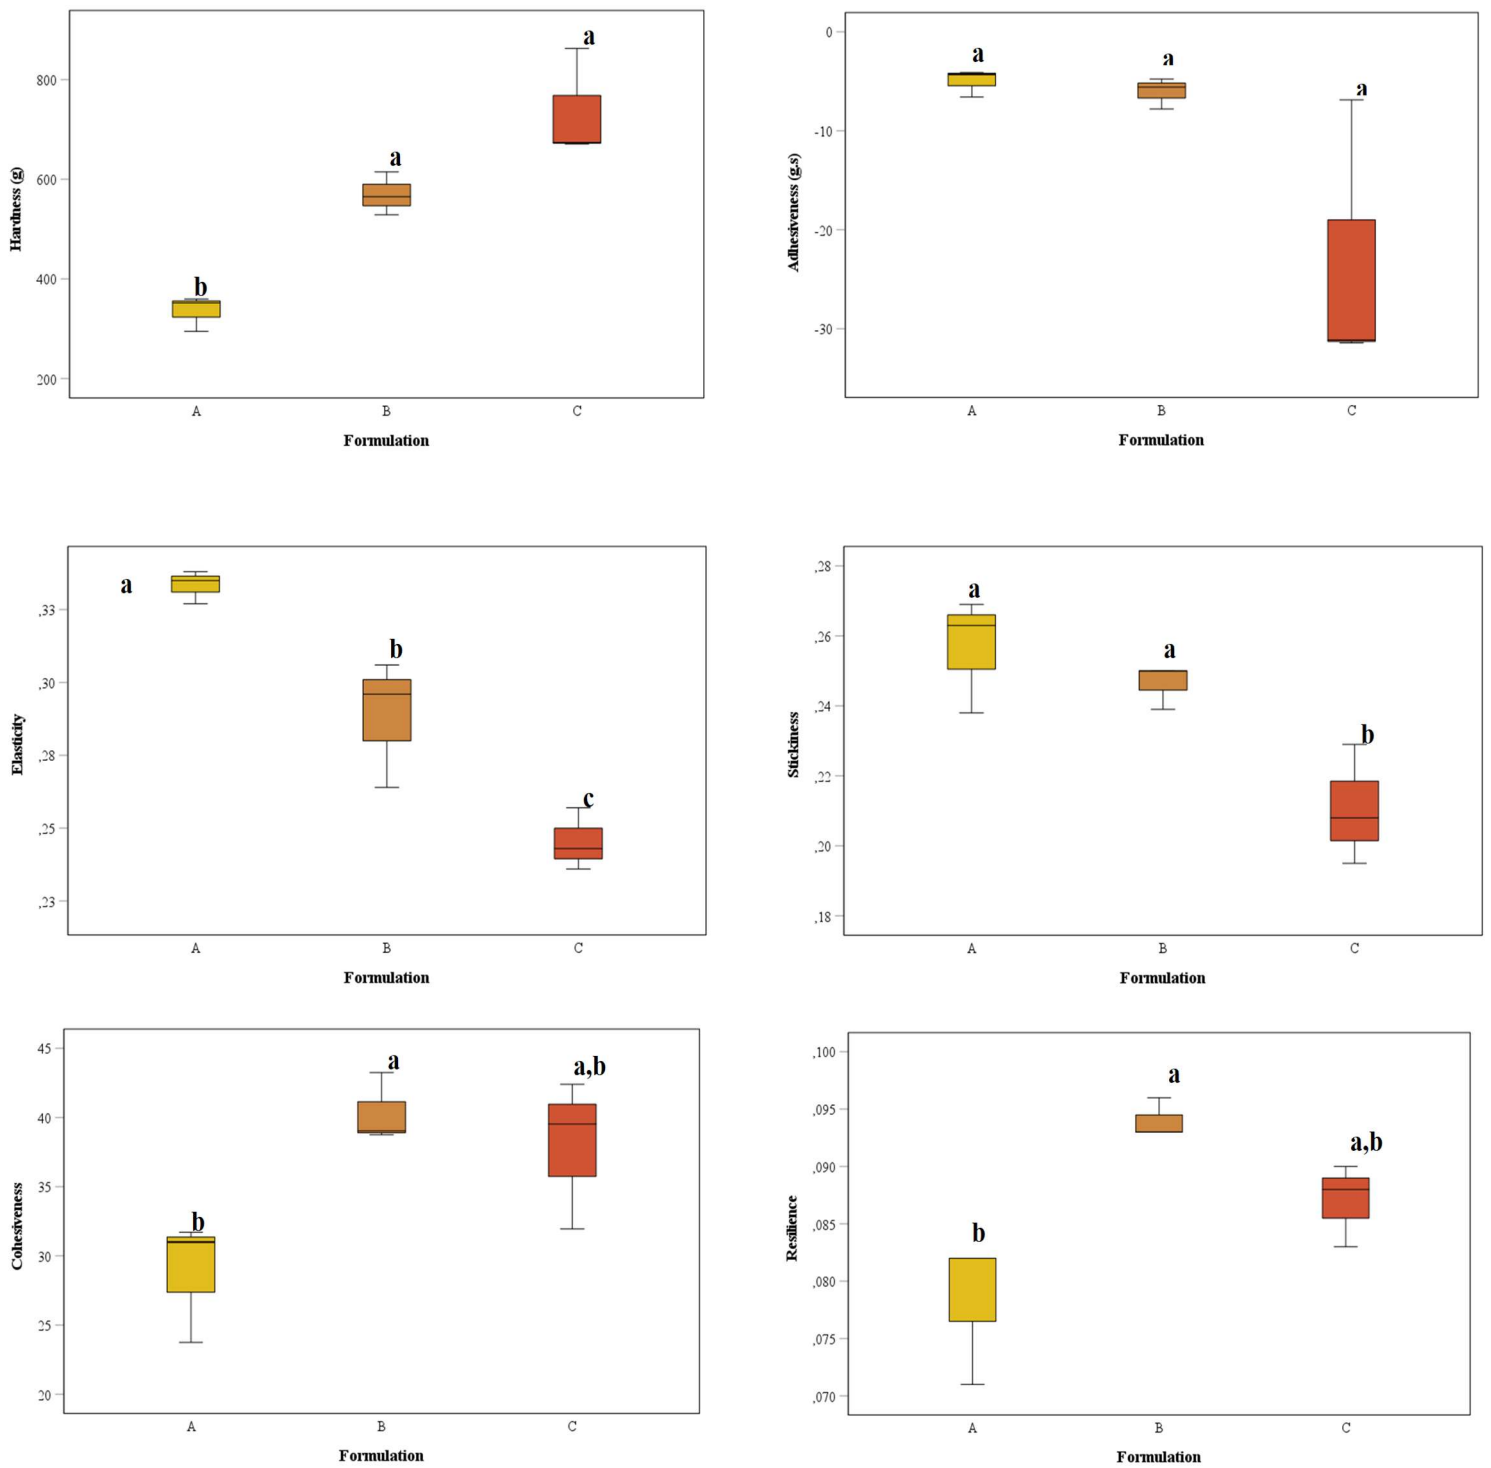 a
800
a
Hardness (g)
600
b
400
200
A B C
Formulation
0
a
a
a
-10
Adhesiveness (g.s)
-20
-30
A B C
Formulation
a
,33
b
,30
Elasticity
,28
c
,25
,23
A B C
Formulation
,28
a
,26
a
,24
Stickiness
b
,22
,20
,18
A B C
Formulation
45
a
a,b
40
35
Cohesiveness
b
30
25
20
A B C
Formulation
,100
a
,095
a,b
,090
Resilience
b
,085
,080
,075
,070
A B C
Formulation